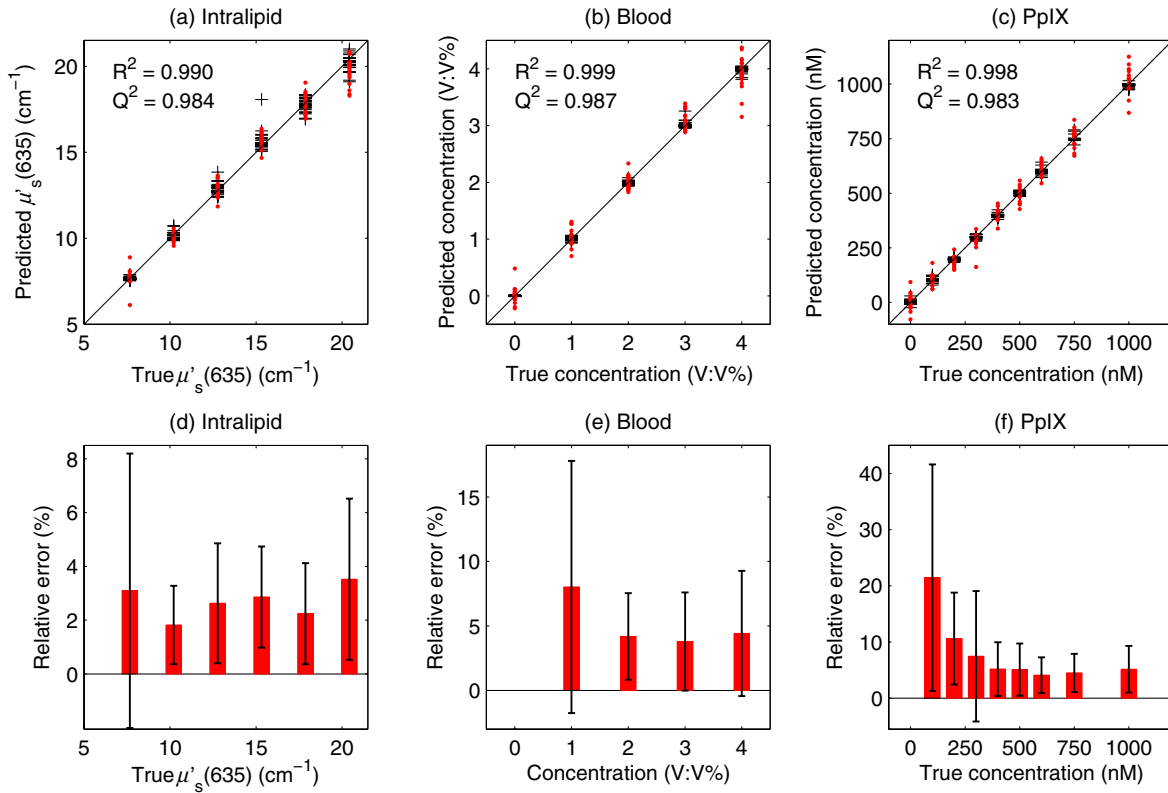 (a) Intralipid
R² = 0.990
Q² = 0.984
20
15
10
5
5 10 15 20
Predicted μ'ₛ(635) (cm⁻¹)
True μ'ₛ(635) (cm⁻¹)
(b) Blood
R² = 0.999
Q² = 0.987
4
3
2
1
0
0 1 2 3 4
Predicted concentration (V:V%)
True concentration (V:V%)
(c) PpIX
R² = 0.998
Q² = 0.983
1000
750
500
250
0
0 250 500 750 1000
Predicted concentration (nM)
True concentration (nM)
(d) Intralipid
8
6
4
2
0
5 10 15 20
Relative error (%)
True μ'ₛ(635) (cm⁻¹)
(e) Blood
15
10
5
0
0 1 2 3 4
Relative error (%)
Concentration (V:V%)
(f) PpIX
40
30
20
10
0
0 250 500 750 1000
Relative error (%)
True concentration (nM)